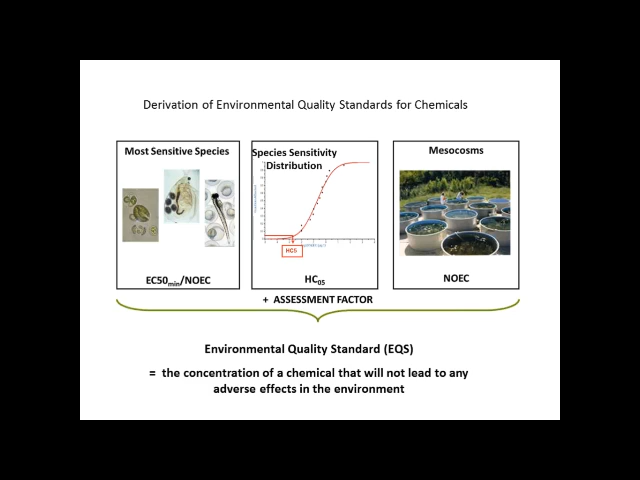 Derivation of Environmental Quality Standards for Chemicals
Most Sensitive Species
EC50min/NOEC
Species Sensitivity
Distribution
HC5
HC05
Mesocosms
NOEC
+ ASSESSMENT FACTOR
Environmental Quality Standard (EQS)
= the concentration of a chemical that will not lead to any
adverse effects in the environment